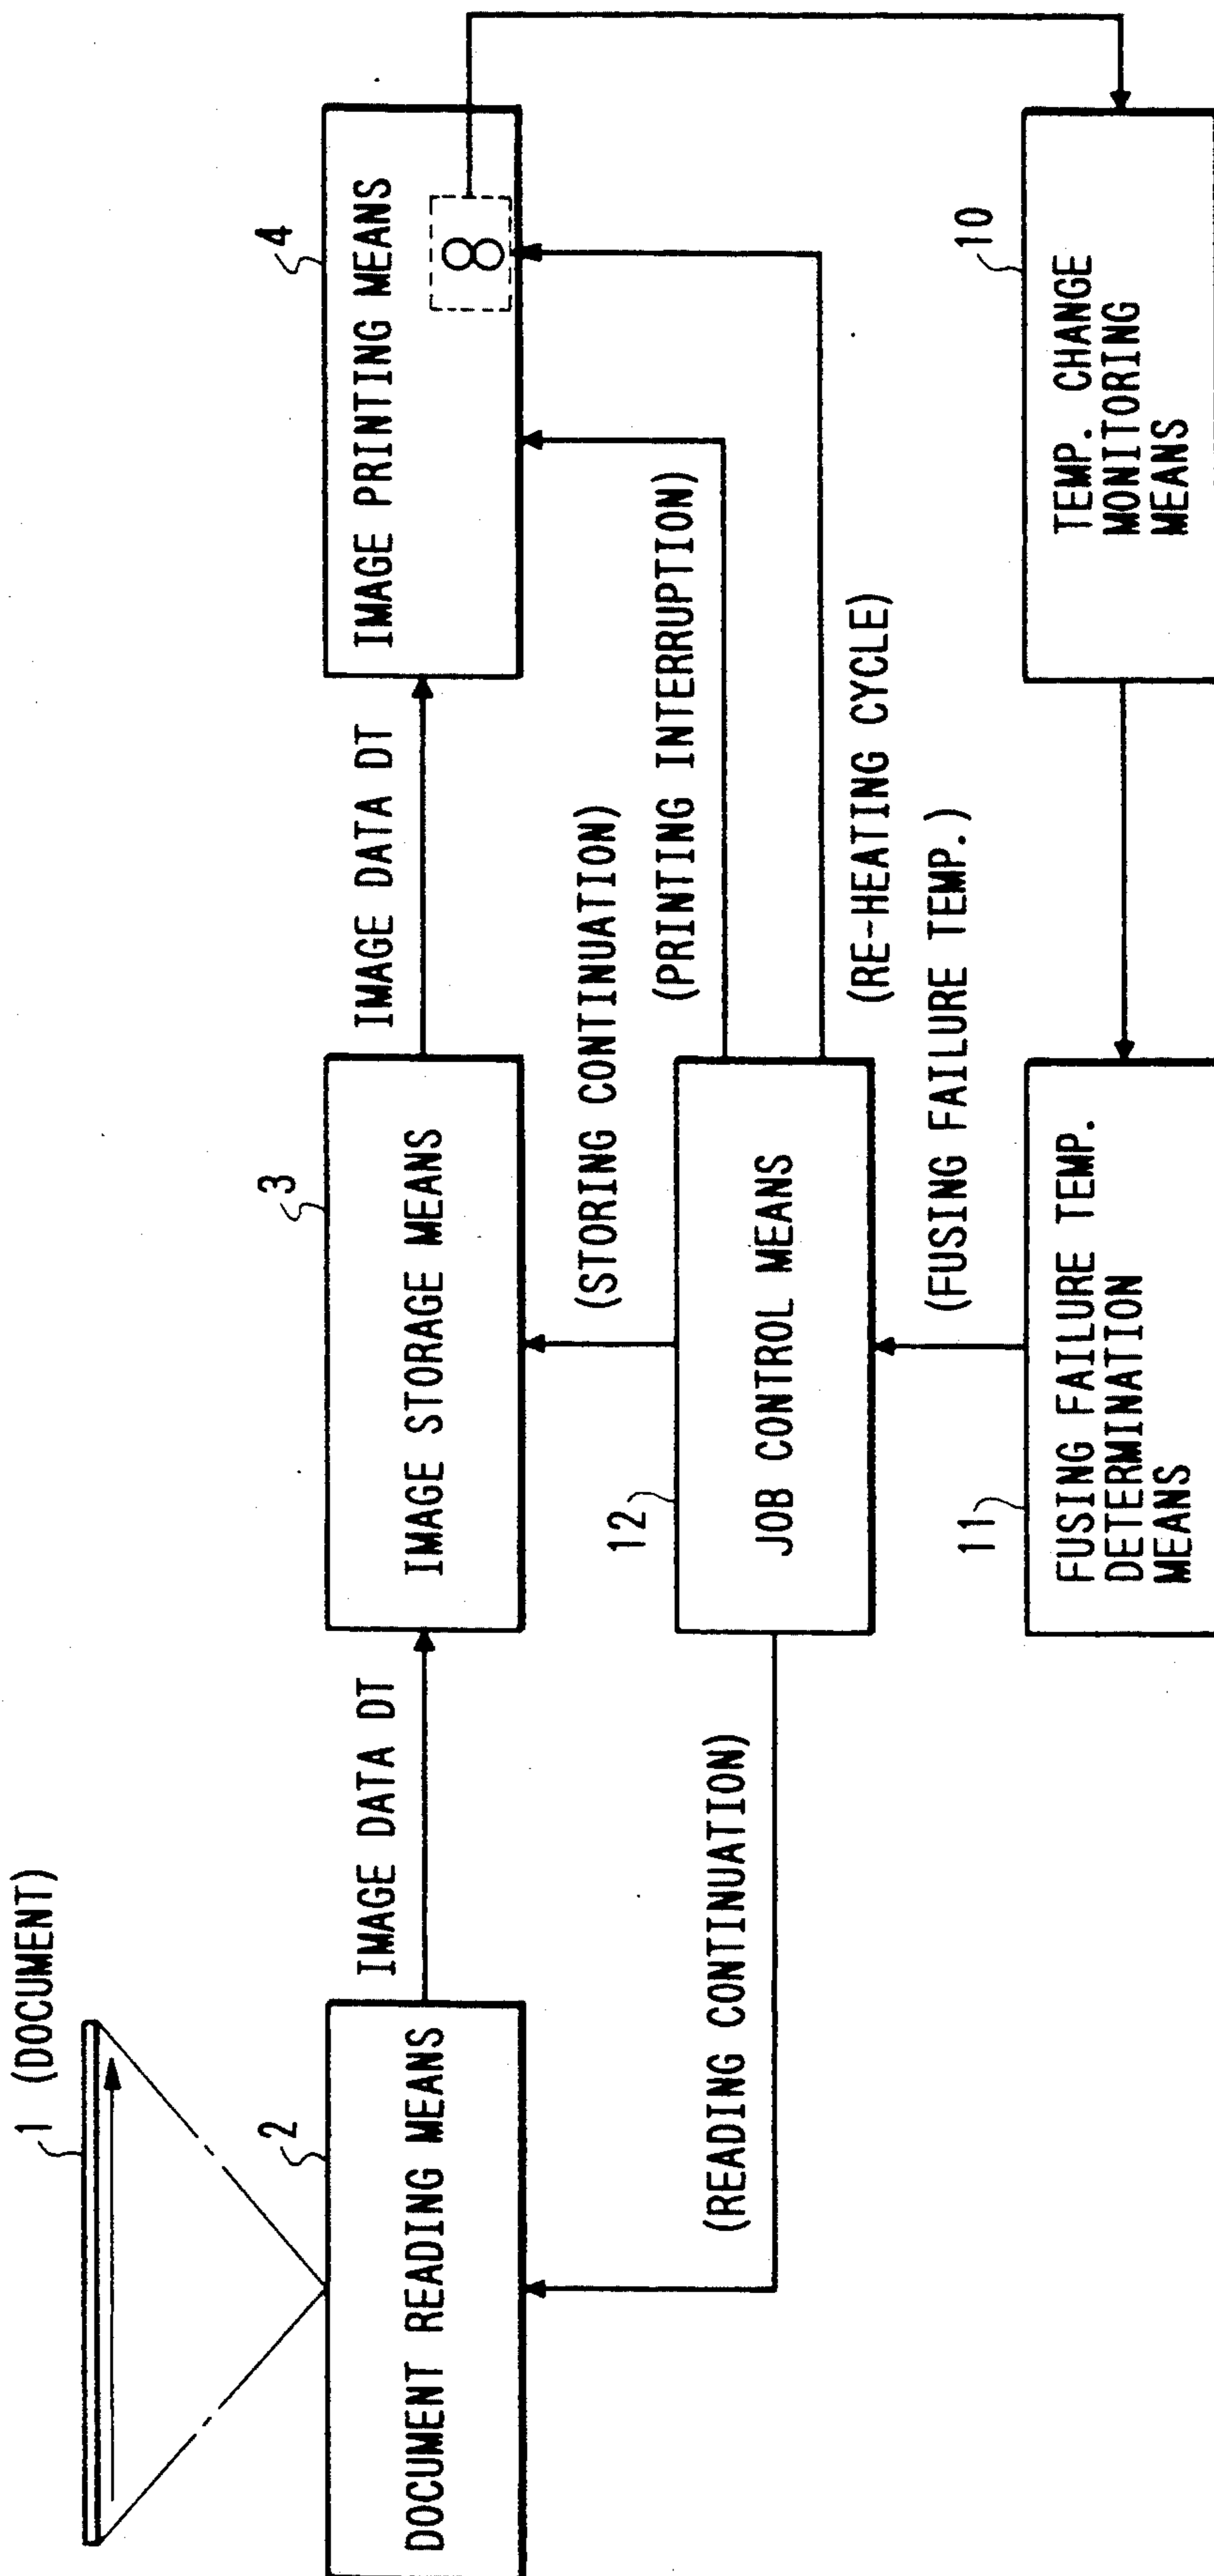 1 (DOCUMENT)
2
DOCUMENT READING MEANS
IMAGE DATA DT
3
IMAGE STORAGE MEANS
IMAGE DATA DT
4
IMAGE PRINTING MEANS
8
(STORING CONTINUATION)
(PRINTING INTERRUPTION)
(READING CONTINUATION)
12
JOB CONTROL MEANS
(RE-HEATING CYCLE)
(FUSING FAILURE TEMP.)
11
FUSING FAILURE TEMP.
DETERMINATION
MEANS
10
TEMP. CHANGE
MONITORING
MEANS